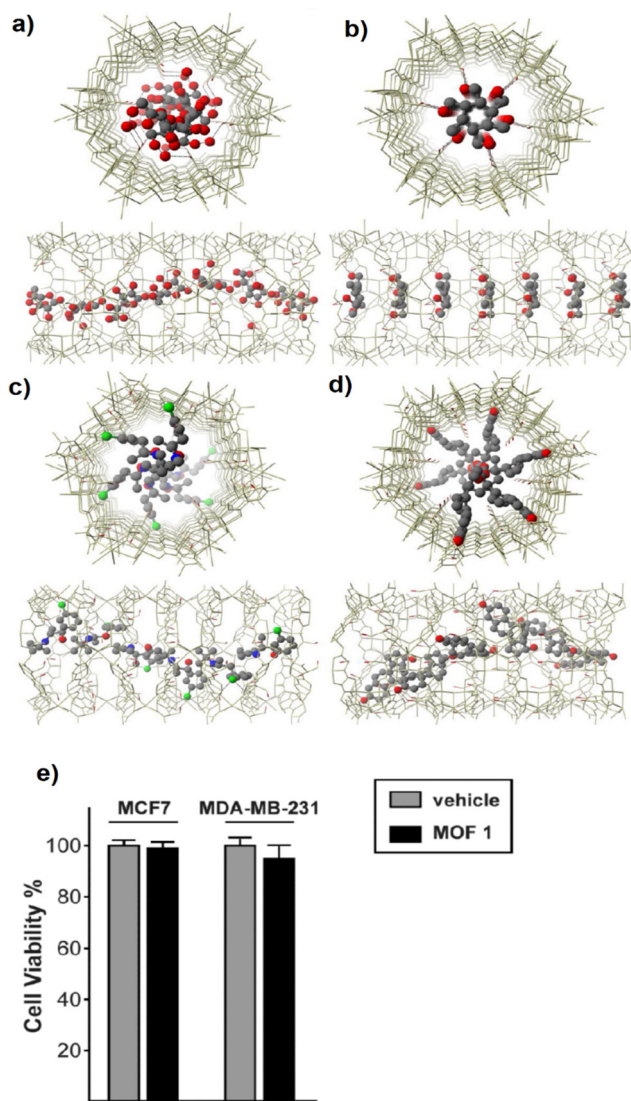 a)
b)
c)
d)
e)
MCF7 MDA-MB-231
vehicle
MOF 1
100
80
60
40
20
Cell Viability %